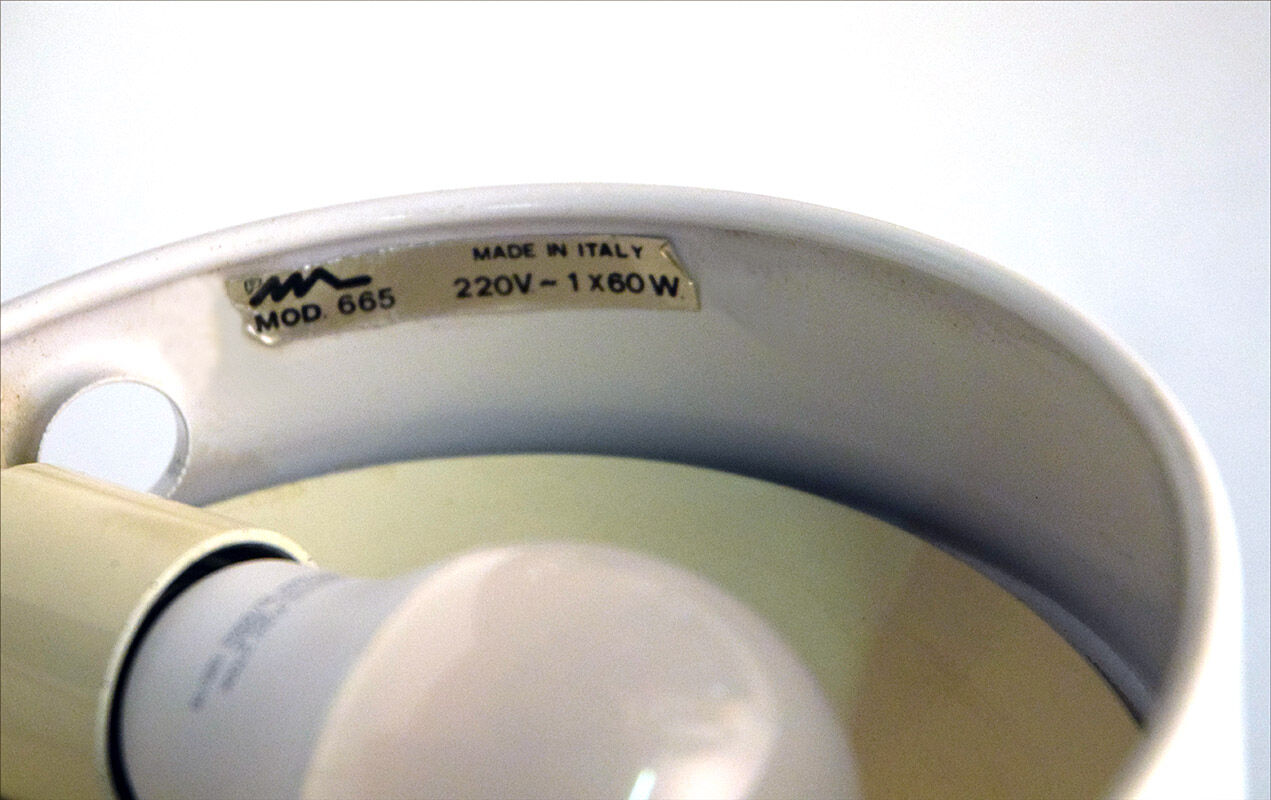 MADE IN ITALY
MOD. 665
220V~1X60W